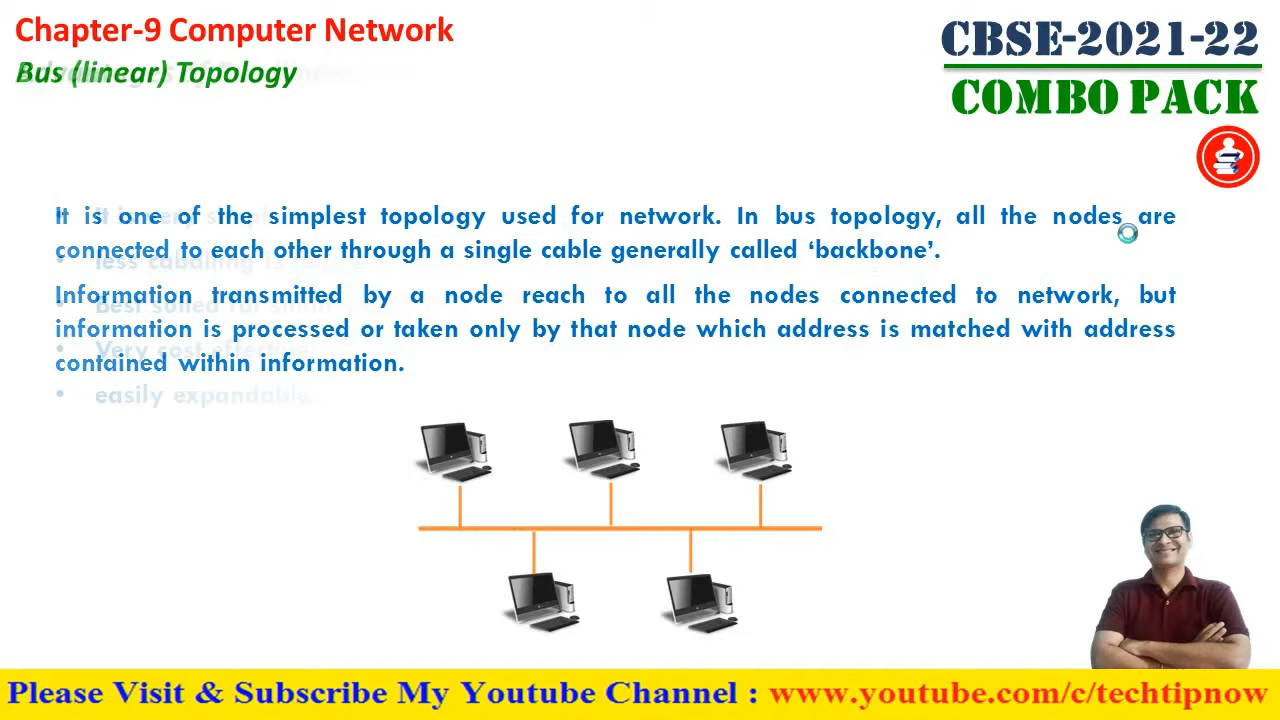 Chapter-9 Computer Network
Bus (linear) Topology
CBSE-2021-22
COMBO PACK
It is one of the simplest topology used for network. In bus topology, all the nodes are
connected to each other through a single cable generally called ‘backbone’.
Information transmitted by a node reach to all the nodes connected to network, but
information is processed or taken only by that node which address is matched with address
contained within information.
• easily expandable.
Please Visit & Subscribe My Youtube Channel : www.youtube.com/c/techtipnow